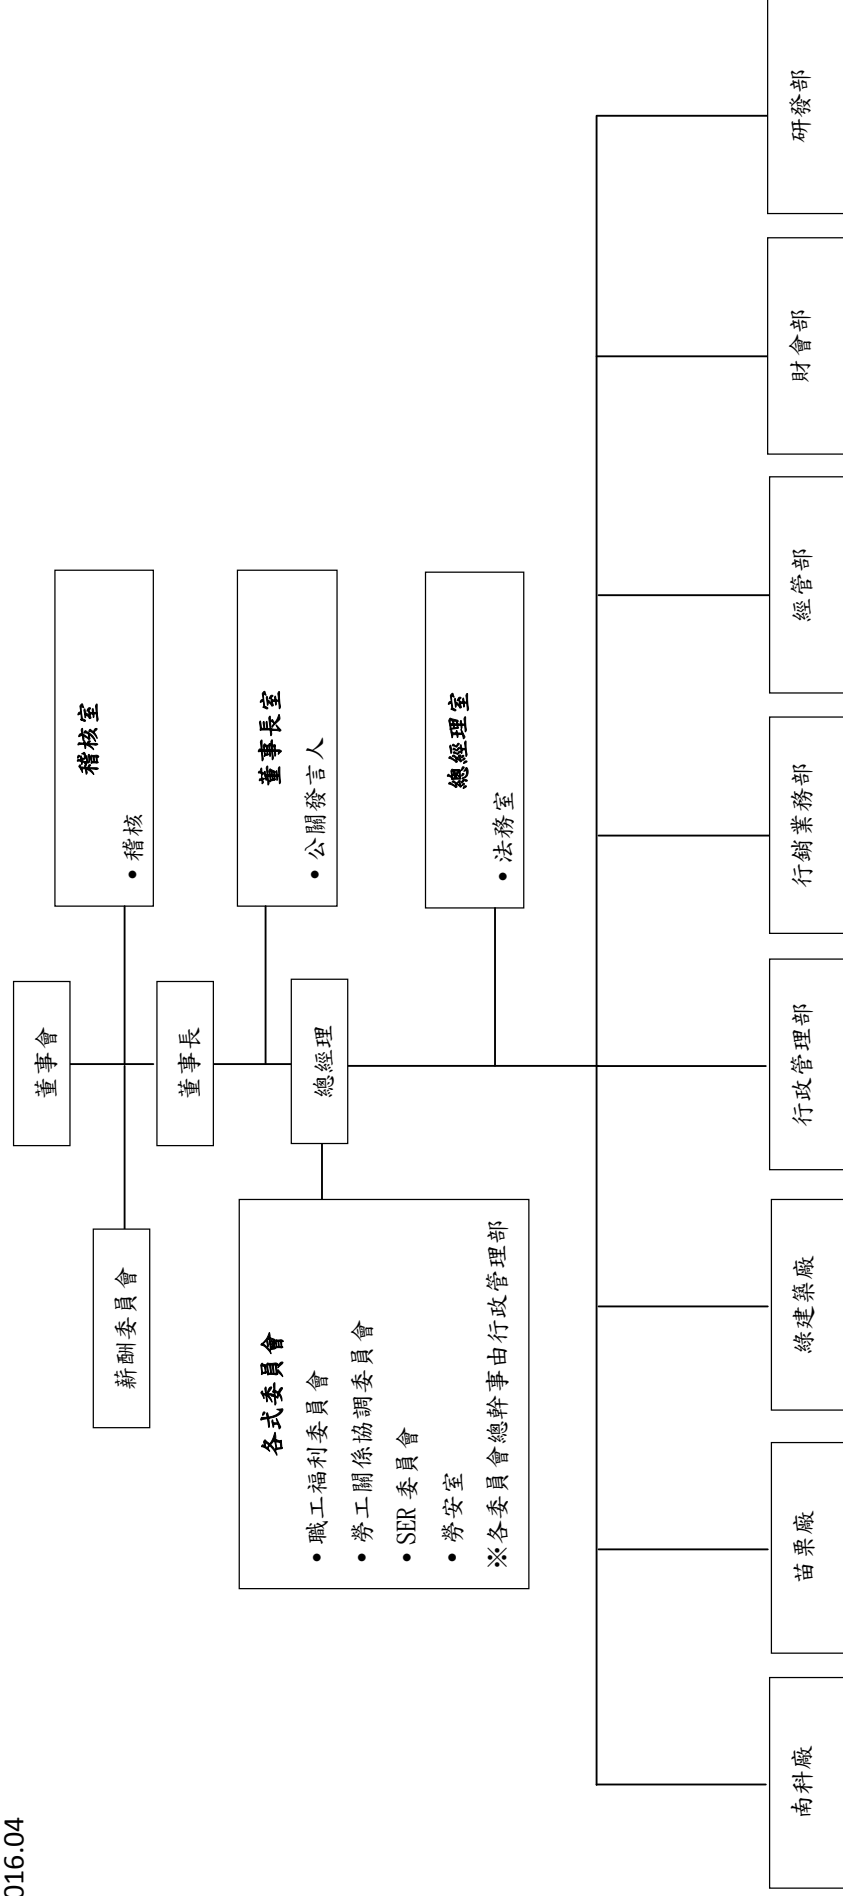 016.04
董事會
薪酬委員會
稽核室
• 稽核
董事長
董事長室
• 公關發言人
總經理
各式委員會
• 職工福利委員會
• 勞工關係協調委員會
• SER 委員會
• 勞安室
※各委員會總幹事由行政管理部
總經理室
• 法務室
南科廠
苗栗廠
綠建築廠
行政管理部
行銷業務部
經管部
財會部
研發部